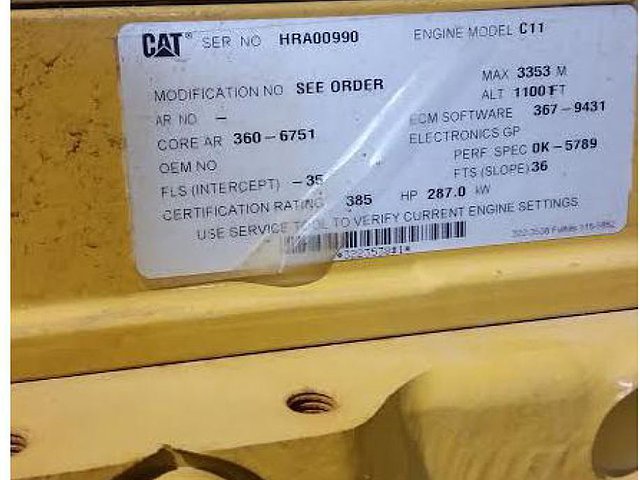 CAT® SER NO HRA00990 ENGINE MODEL C11
MODIFICATION NO SEE ORDER MAX 3353 M
ALT 1100 FT
AR NO – ECM SOFTWARE 367-9431
CORE AR 360-6751 ELECTRONICS GP
OEM NO PERF SPEC 0K-5789
FLS (INTERCEPT) -35 FTS (SLOPE) 36
CERTIFICATION RATING 385 HP 287.0 kW
USE SERVICE TOOL TO VERIFY CURRENT ENGINE SETTINGS